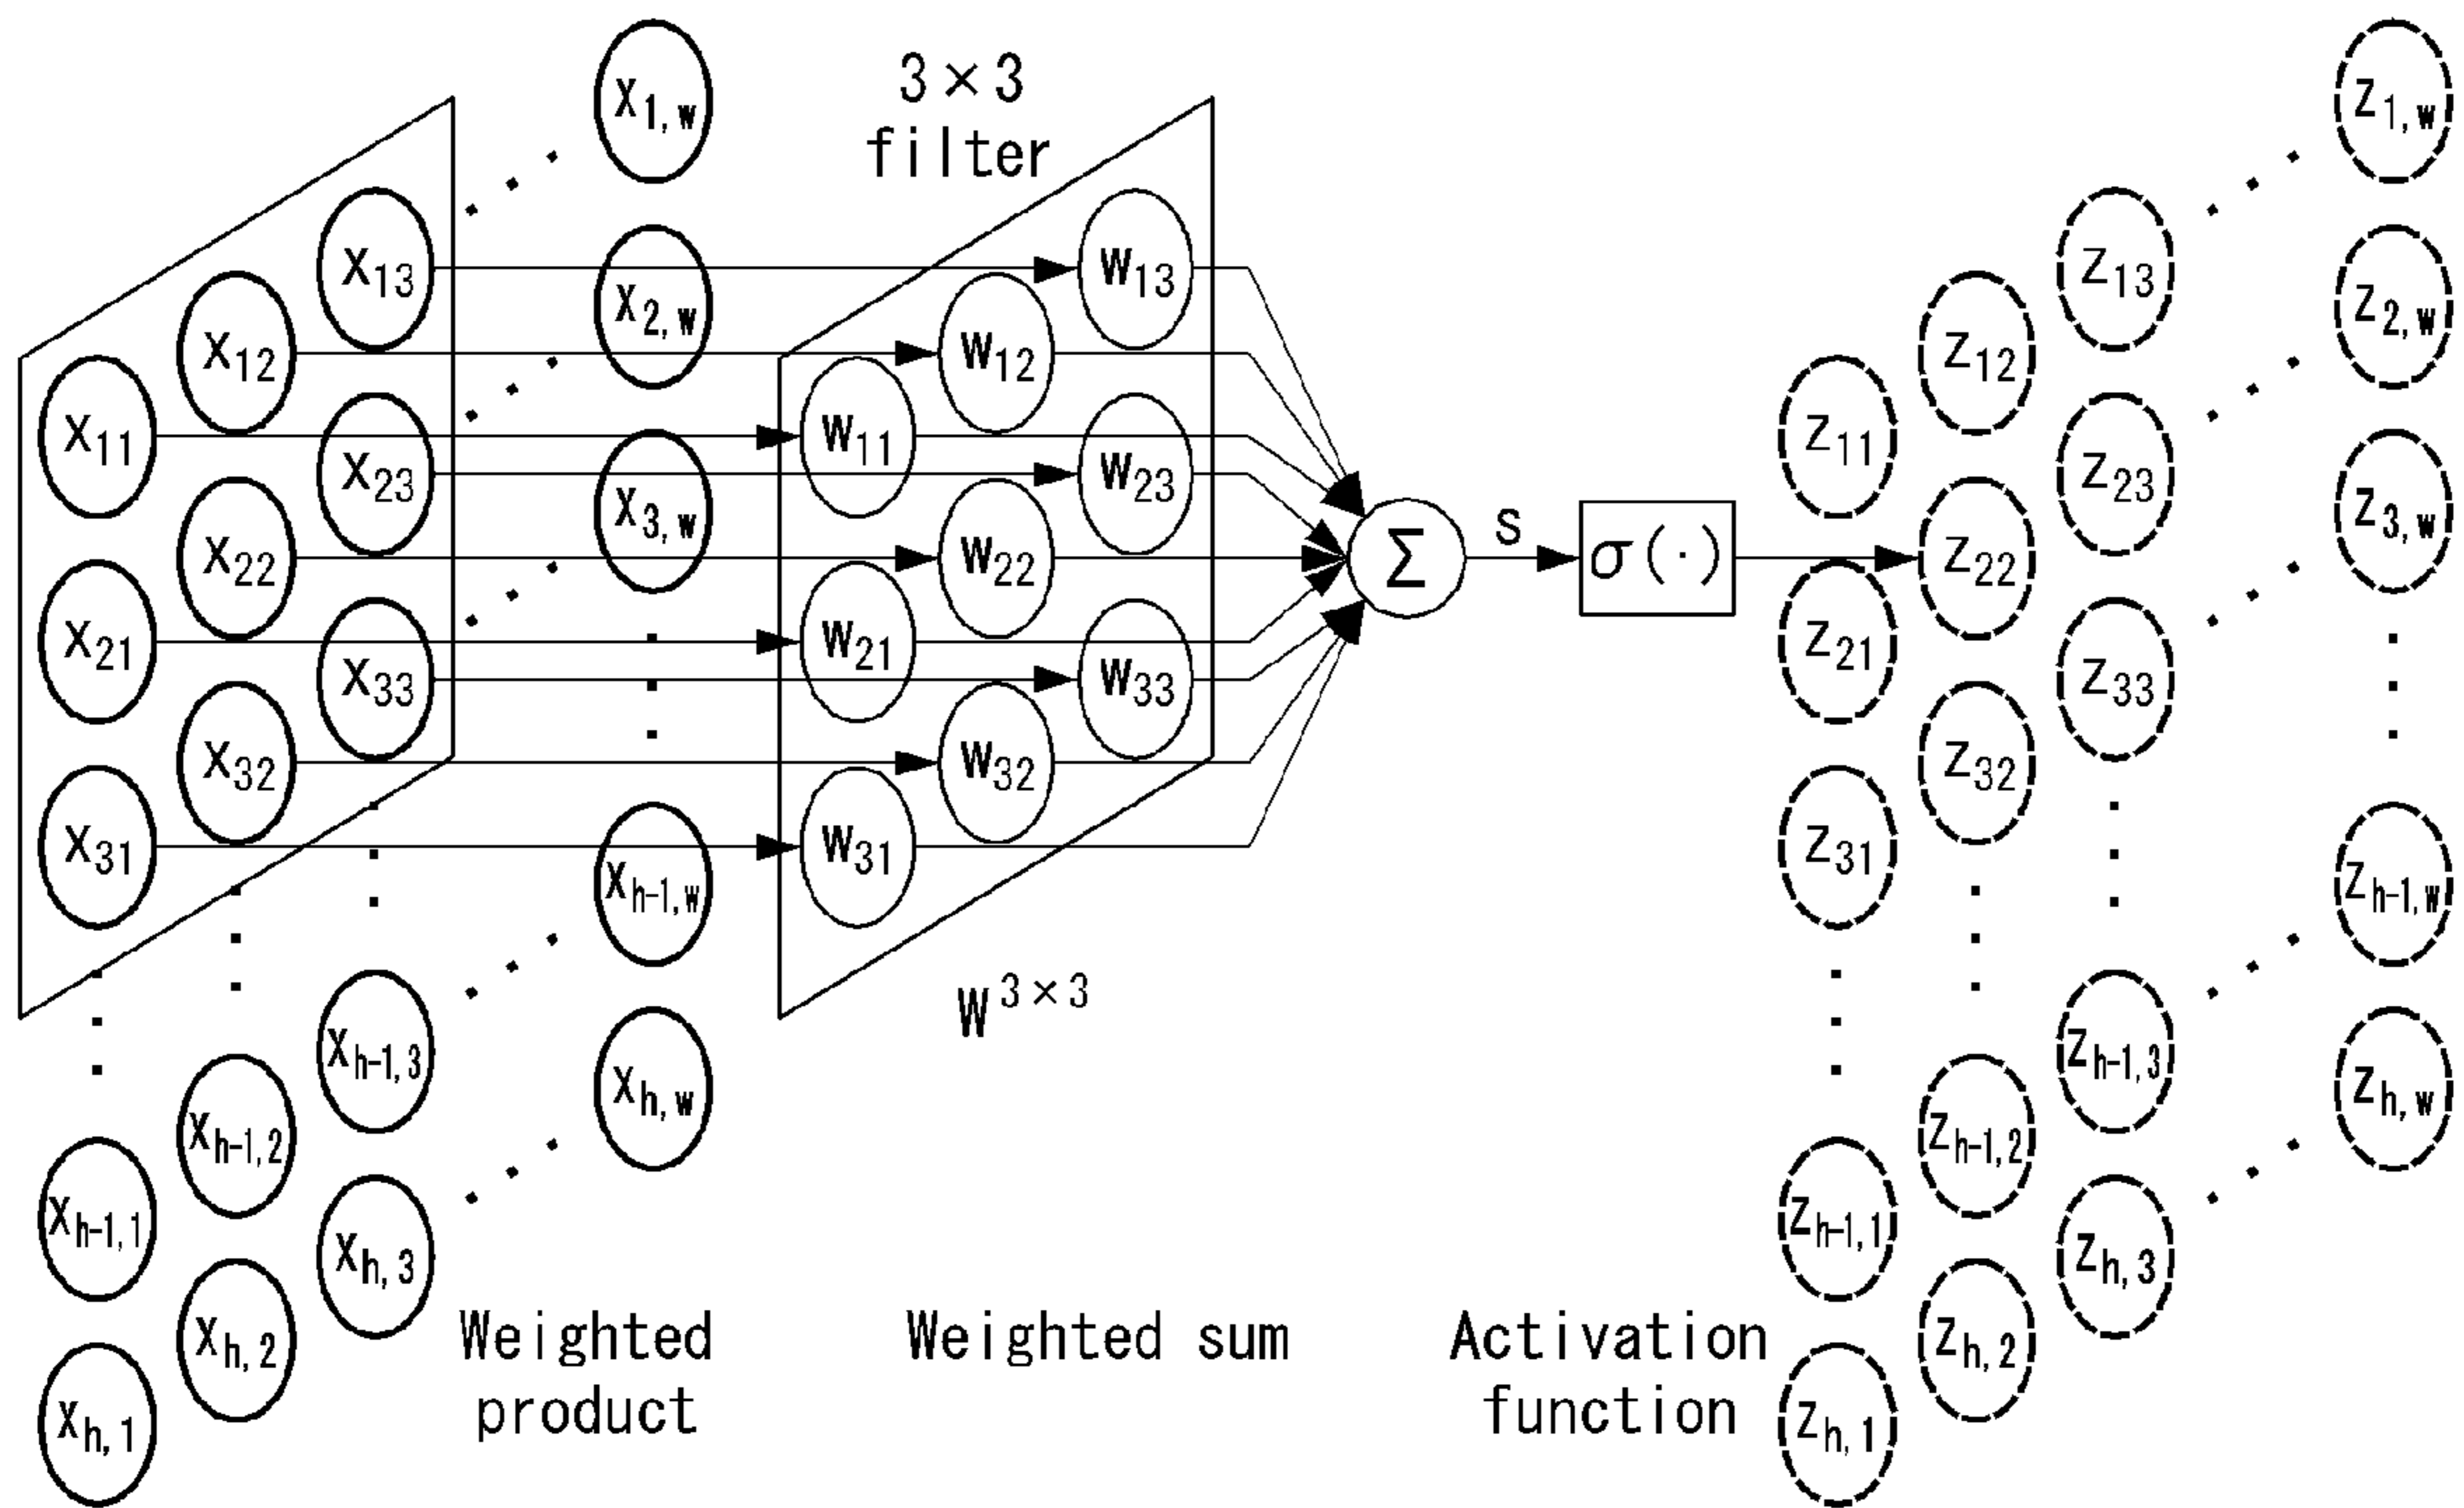 3×3
filter
x1,w
x2,w
x3,w
xh-1,w
xh,w
x13
x12
x11
x23
x22
x21
x33
x32
x31
xh-1,3
xh-1,2
xh-1,1
xh,3
xh,2
xh,1
w13
w12
w11
w23
w22
w21
w33
w32
w31
W3×3
Σ
s
σ(·)
z1,w
z2,w
z3,w
zh-1,w
zh,w
z13
z12
z11
z23
z22
z21
z33
z32
z31
zh-1,3
zh-1,2
zh-1,1
zh,3
zh,2
zh,1
Weighted
product
Weighted sum
Activation
function